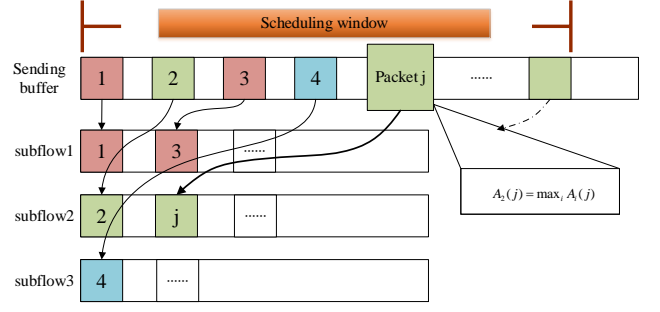 Scheduling window
Sending
buffer
1 2 3 4 Packet j ......
subflow1
1 3 ......
A₂(j) = maxᵢ Aᵢ(j)
subflow2
2 j ......
subflow3
4 ......